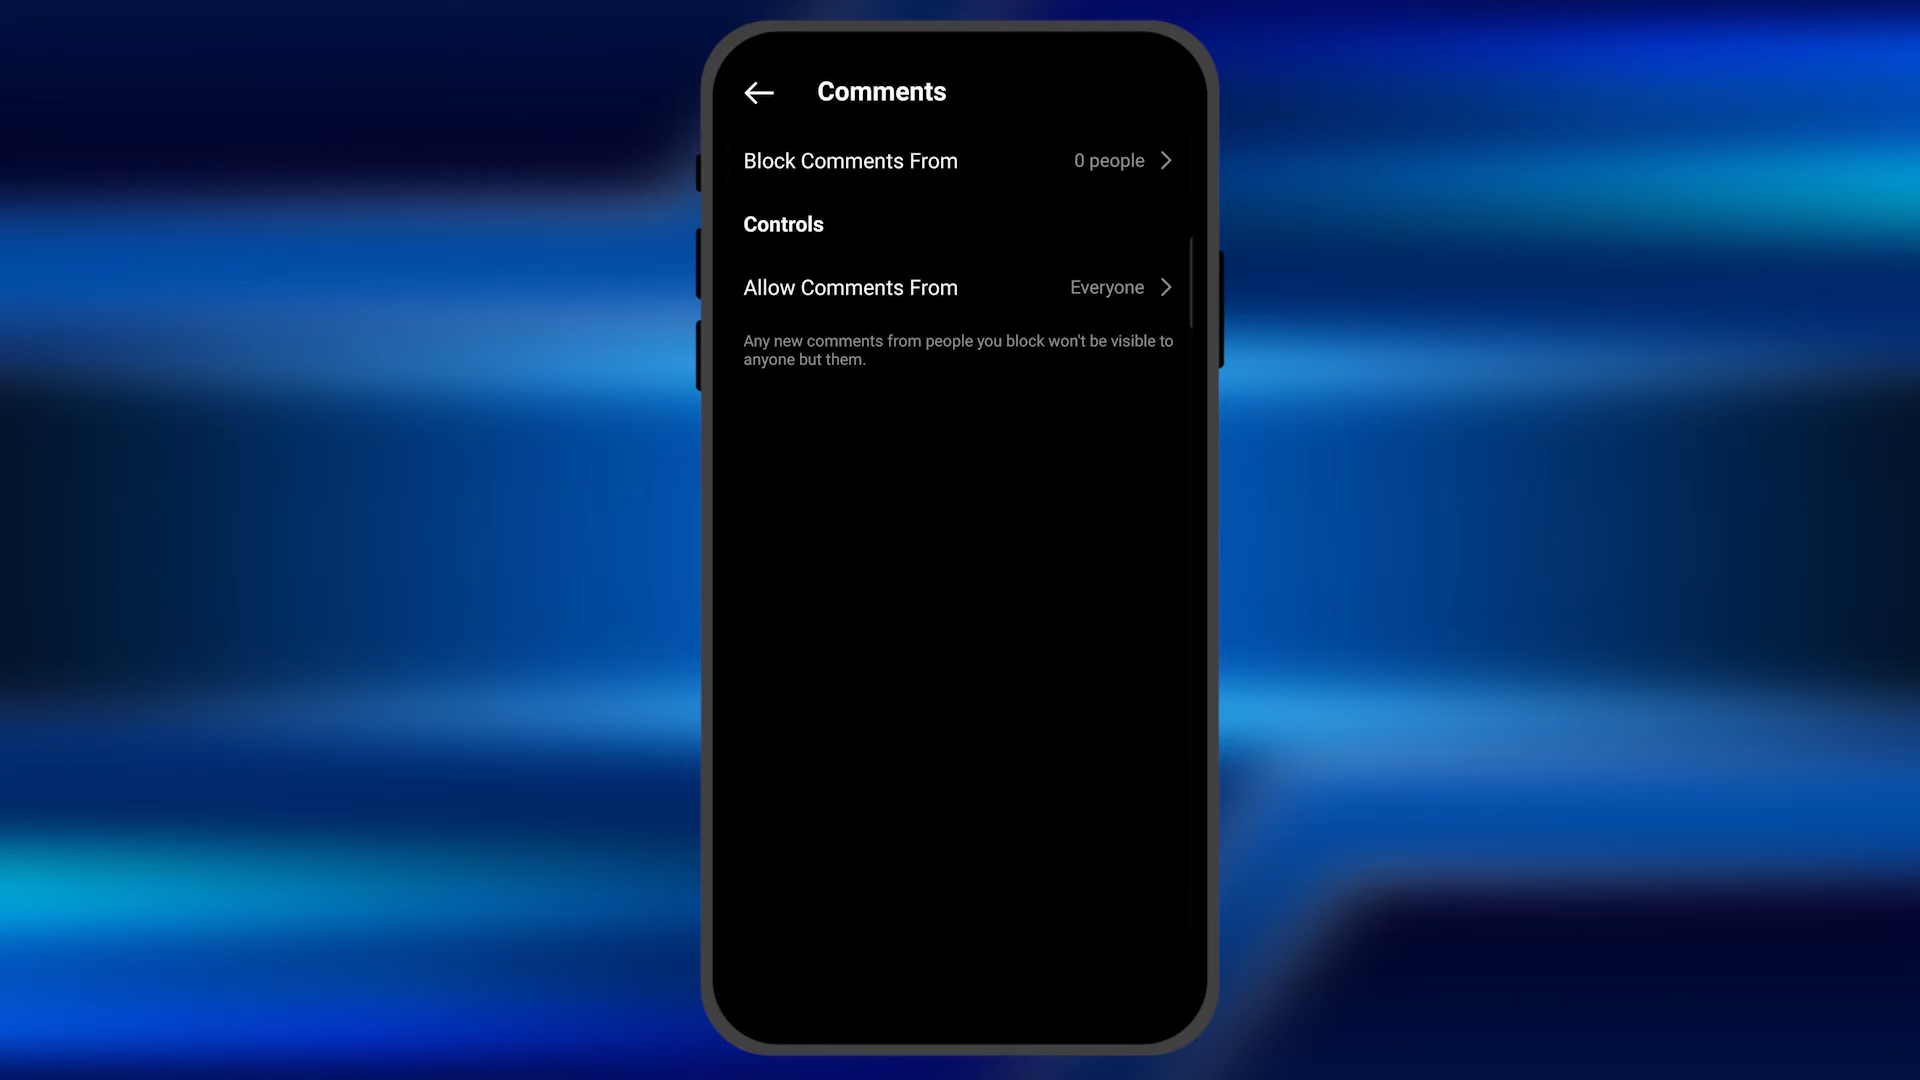 Comments
Block Comments From 0 people
Controls
Allow Comments From Everyone
Any new comments from people you block won't be visible to
anyone but them.